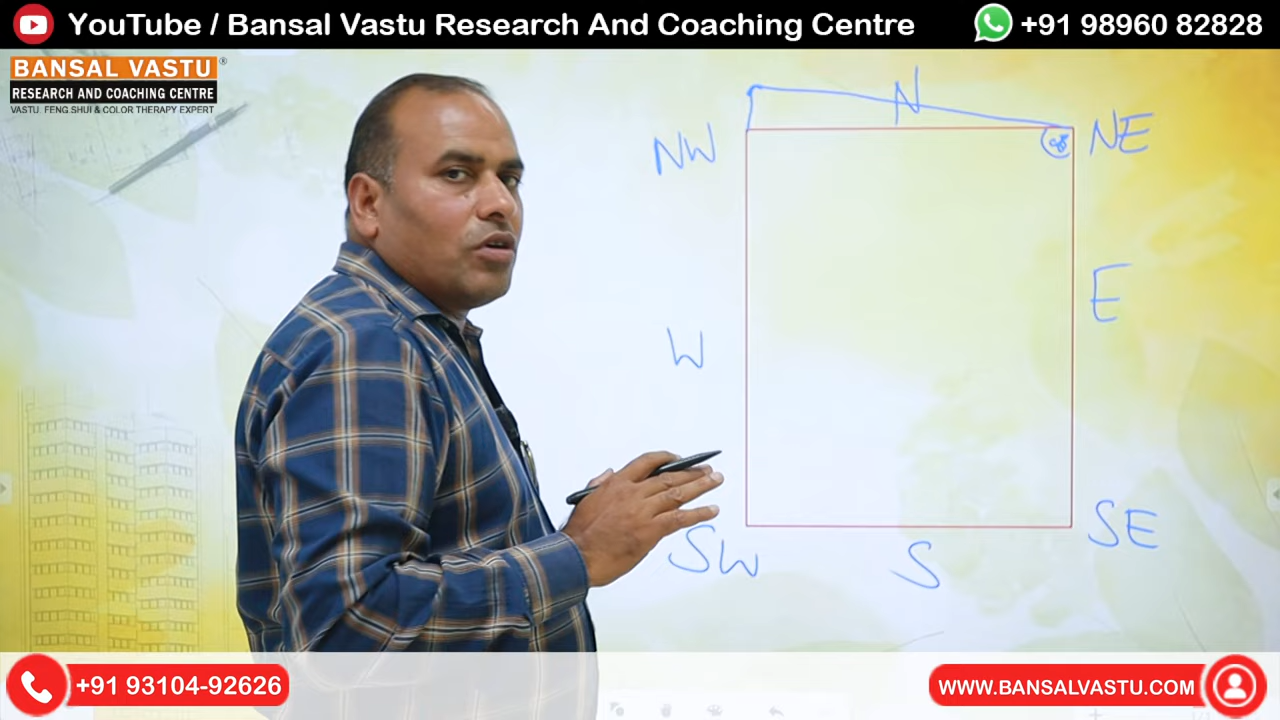 YouTube / Bansal Vastu Research And Coaching Centre
+91 98960 82828
BANSAL VASTU®
RESEARCH AND COACHING CENTRE
VASTU, FENG SHUI & COLOR THERAPY EXPERT
N
NW
NE
E
W
SE
SW
S
+91 93104-92626
WWW.BANSALVASTU.COM